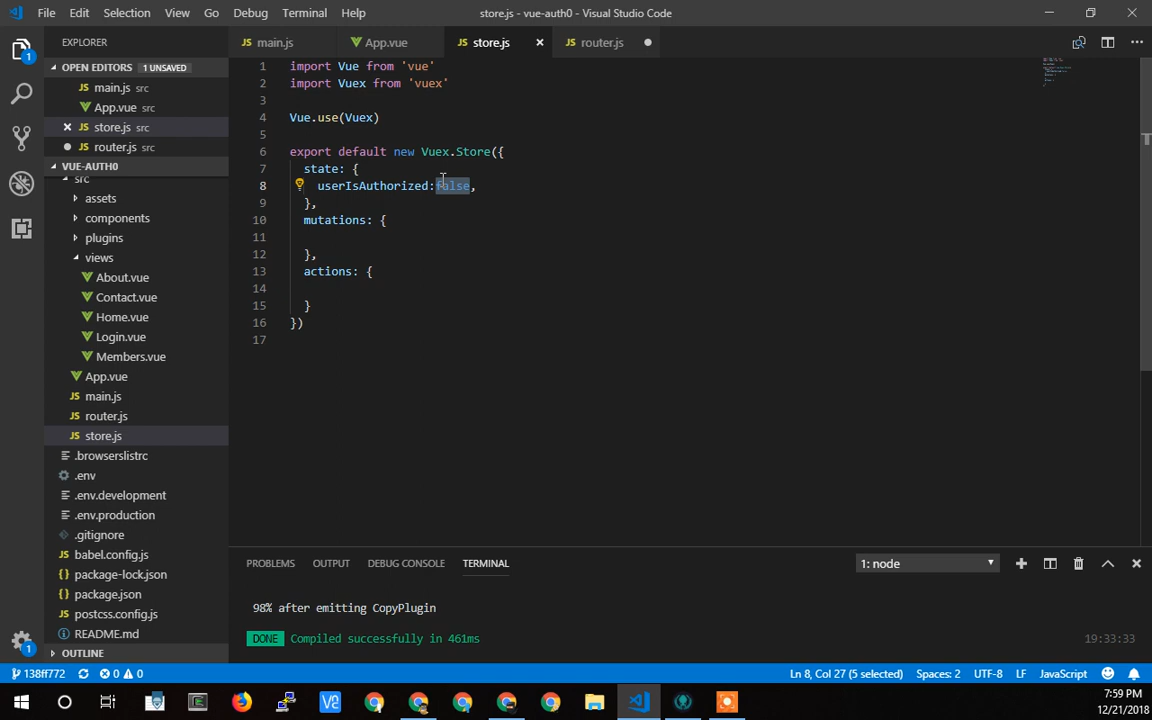 File Edit Selection View Go Debug Terminal Help
store.js - vue-auth0 - Visual Studio Code
EXPLORER
OPEN EDITORS 1 UNSAVED
main.js src
App.vue src
store.js src
router.js src
VUE-AUTH0
src
assets
components
plugins
views
About.vue
Contact.vue
Home.vue
Login.vue
Members.vue
App.vue
main.js
router.js
store.js
.browserslistrc
.env
.env.development
.env.production
.gitignore
babel.config.js
package-lock.json
package.json
postcss.config.js
README.md
OUTLINE
main.js App.vue store.js router.js
1 import Vue from 'vue'
2 import Vuex from 'vuex'
3
4 Vue.use(Vuex)
5
6 export default new Vuex.Store({
7 state: {
8 userIsAuthorized:false,
9 },
10 mutations: {
11
12 },
13 actions: {
14
15 }
16 })
17
PROBLEMS OUTPUT DEBUG CONSOLE TERMINAL
1: node
98% after emitting CopyPlugin
DONE Compiled successfully in 461ms 19:33:33
138ff772 0 0 Ln 8, Col 27 (5 selected) Spaces: 2 UTF-8 LF JavaScript
7:59 PM
12/21/2018